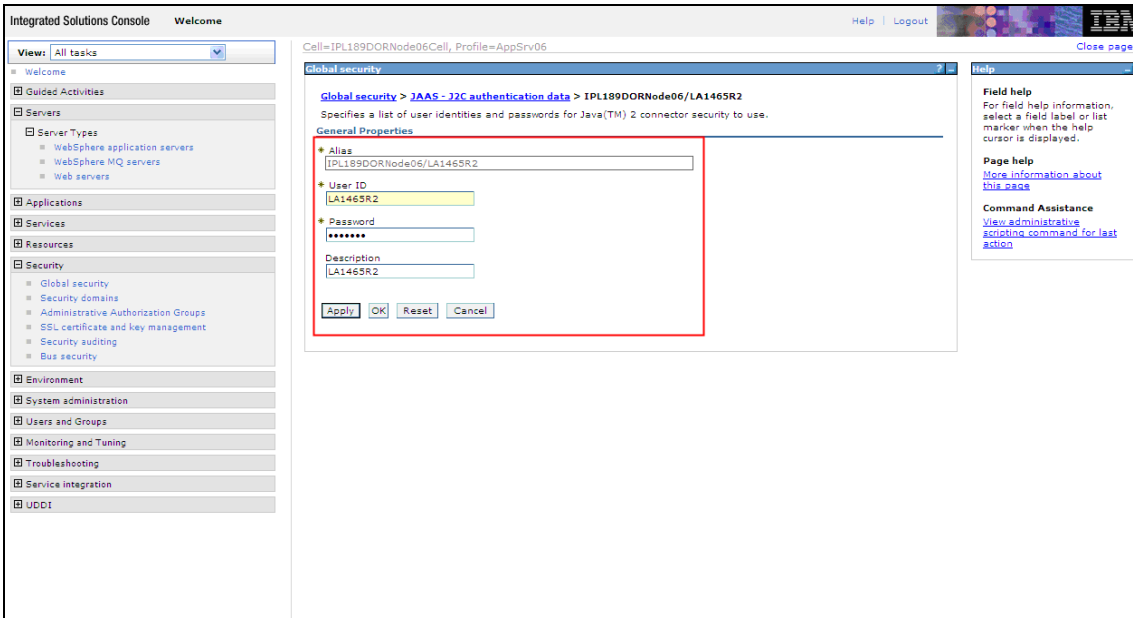 Integrated Solutions Console Welcome Help | Logout IBM
View: All tasks
Cell=IPL189DORNode06Cell, Profile=AppSrv06 Close page
Welcome
Guided Activities
Servers
Server Types
WebSphere application servers
WebSphere MQ servers
Web servers
Applications
Services
Resources
Security
Global security
Security domains
Administrative Authorization Groups
SSL certificate and key management
Security auditing
Bus security
Environment
System administration
Users and Groups
Monitoring and Tuning
Troubleshooting
Service integration
UDDI
Global security ? _
Global security > JAAS - J2C authentication data > IPL189DORNode06/LA1465R2
Specifies a list of user identities and passwords for Java(TM) 2 connector security to use.
General Properties
* Alias
IPL189DORNode06/LA1465R2
* User ID
LA1465R2
* Password
•••••••
Description
LA1465R2
Apply OK Reset Cancel
Help
Field help
For field help information,
select a field label or list
marker when the help
cursor is displayed.
Page help
More information about
this page
Command Assistance
View administrative
scripting command for last
action